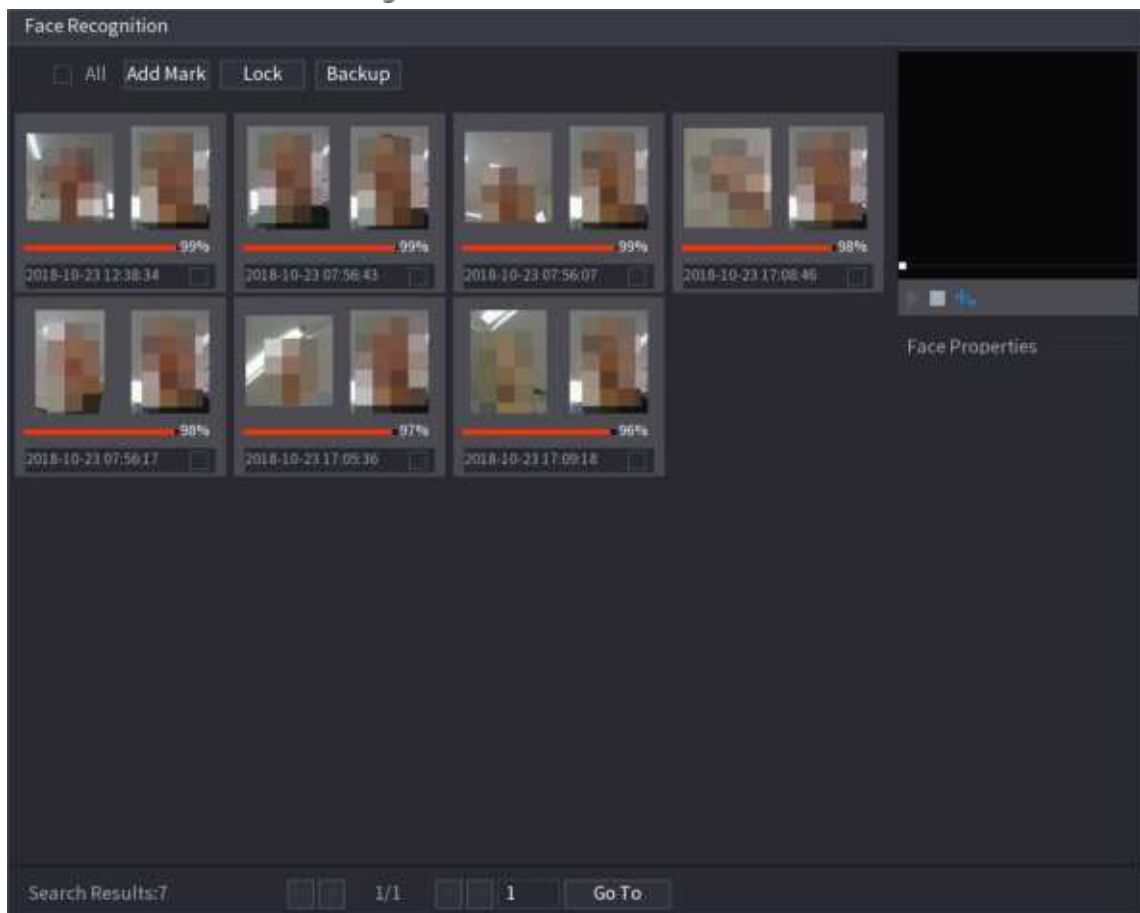 Face Recognition
All Add Mark Lock Backup
99% 99% 99% 98%
2018-10-23 12:38:34 2018-10-23 07:56:43 2018-10-23 07:56:07 2018-10-23 17:08:46
Face Properties
98% 97% 96%
2018-10-23 07:56:17 2018-10-23 17:05:36 2018-10-23 17:09:18
Search Results:7 1/1 1 Go To